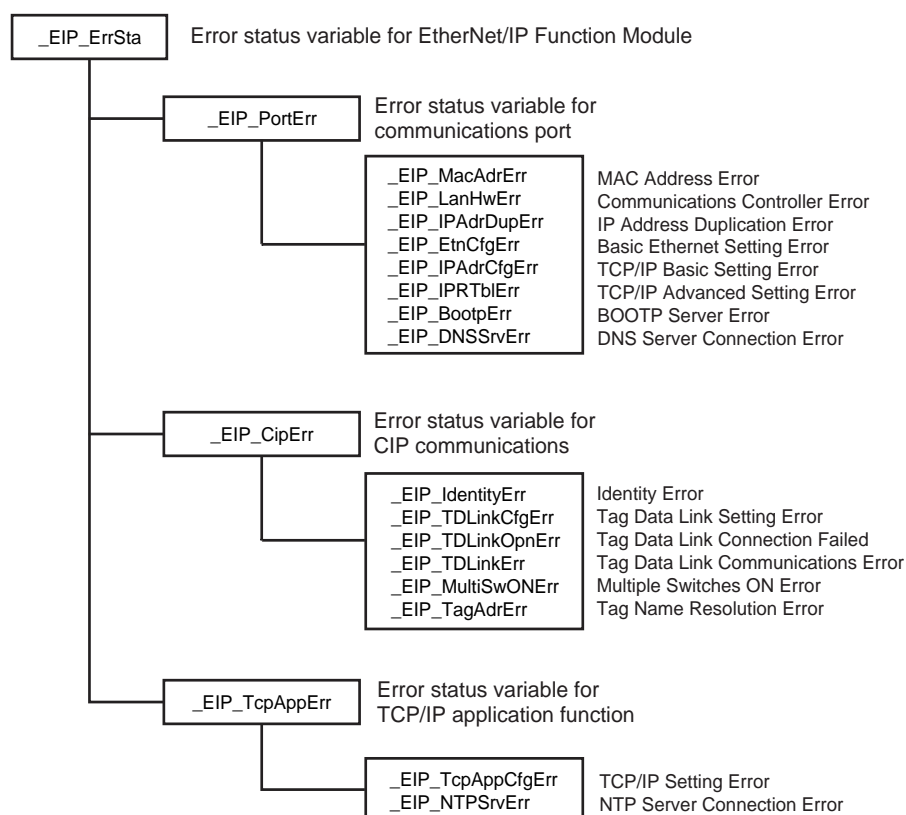 _EIP_ErrSta
Error status variable for EtherNet/IP Function Module
_EIP_PortErr
Error status variable for
communications port
_EIP_MacAdrErr MAC Address Error
_EIP_LanHwErr Communications Controller Error
_EIP_IPAdrDupErr IP Address Duplication Error
_EIP_EtnCfgErr Basic Ethernet Setting Error
_EIP_IPAdrCfgErr TCP/IP Basic Setting Error
_EIP_IPRTblErr TCP/IP Advanced Setting Error
_EIP_BootpErr BOOTP Server Error
_EIP_DNSSrvErr DNS Server Connection Error
_EIP_CipErr
Error status variable for
CIP communications
_EIP_IdentityErr Identity Error
_EIP_TDLinkCfgErr Tag Data Link Setting Error
_EIP_TDLinkOpnErr Tag Data Link Connection Failed
_EIP_TDLinkErr Tag Data Link Communications Error
_EIP_MultiSwONErr Multiple Switches ON Error
_EIP_TagAdrErr Tag Name Resolution Error
_EIP_TcpAppErr
Error status variable for
TCP/IP application function
_EIP_TcpAppCfgErr TCP/IP Setting Error
_EIP_NTPSrvErr NTP Server Connection Error